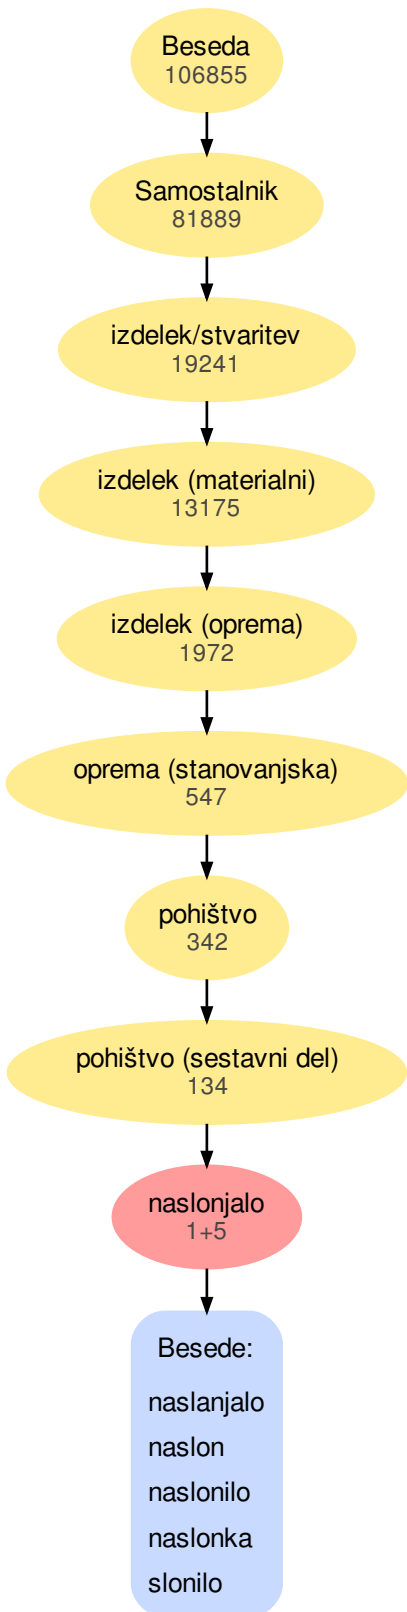 Beseda
106855
Samostalnik
81889
izdelek/stvaritev
19241
izdelek (materialni)
13175
izdelek (oprema)
1972
oprema (stanovanjska)
547
pohištvo
342
pohištvo (sestavni del)
134
naslonjalo
1+5
Besede:
naslanjalo
naslon
naslonilo
naslonka
slonilo